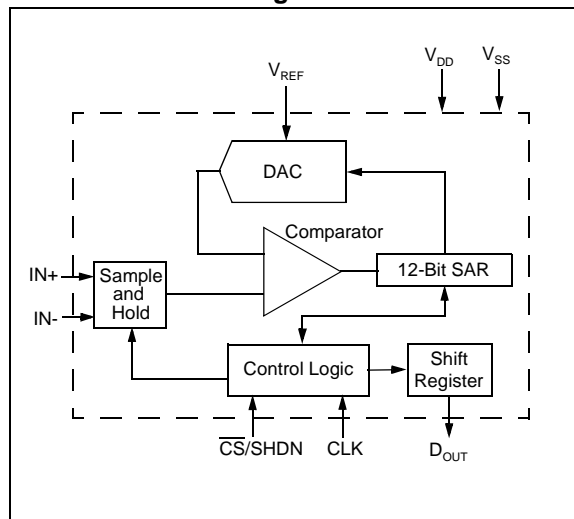 V_DD V_SS
V_REF
DAC
Comparator
IN+
IN-
Sample
and
Hold
12-Bit SAR
Control Logic
Shift
Register
C̅S̅/SHDN CLK D_OUT